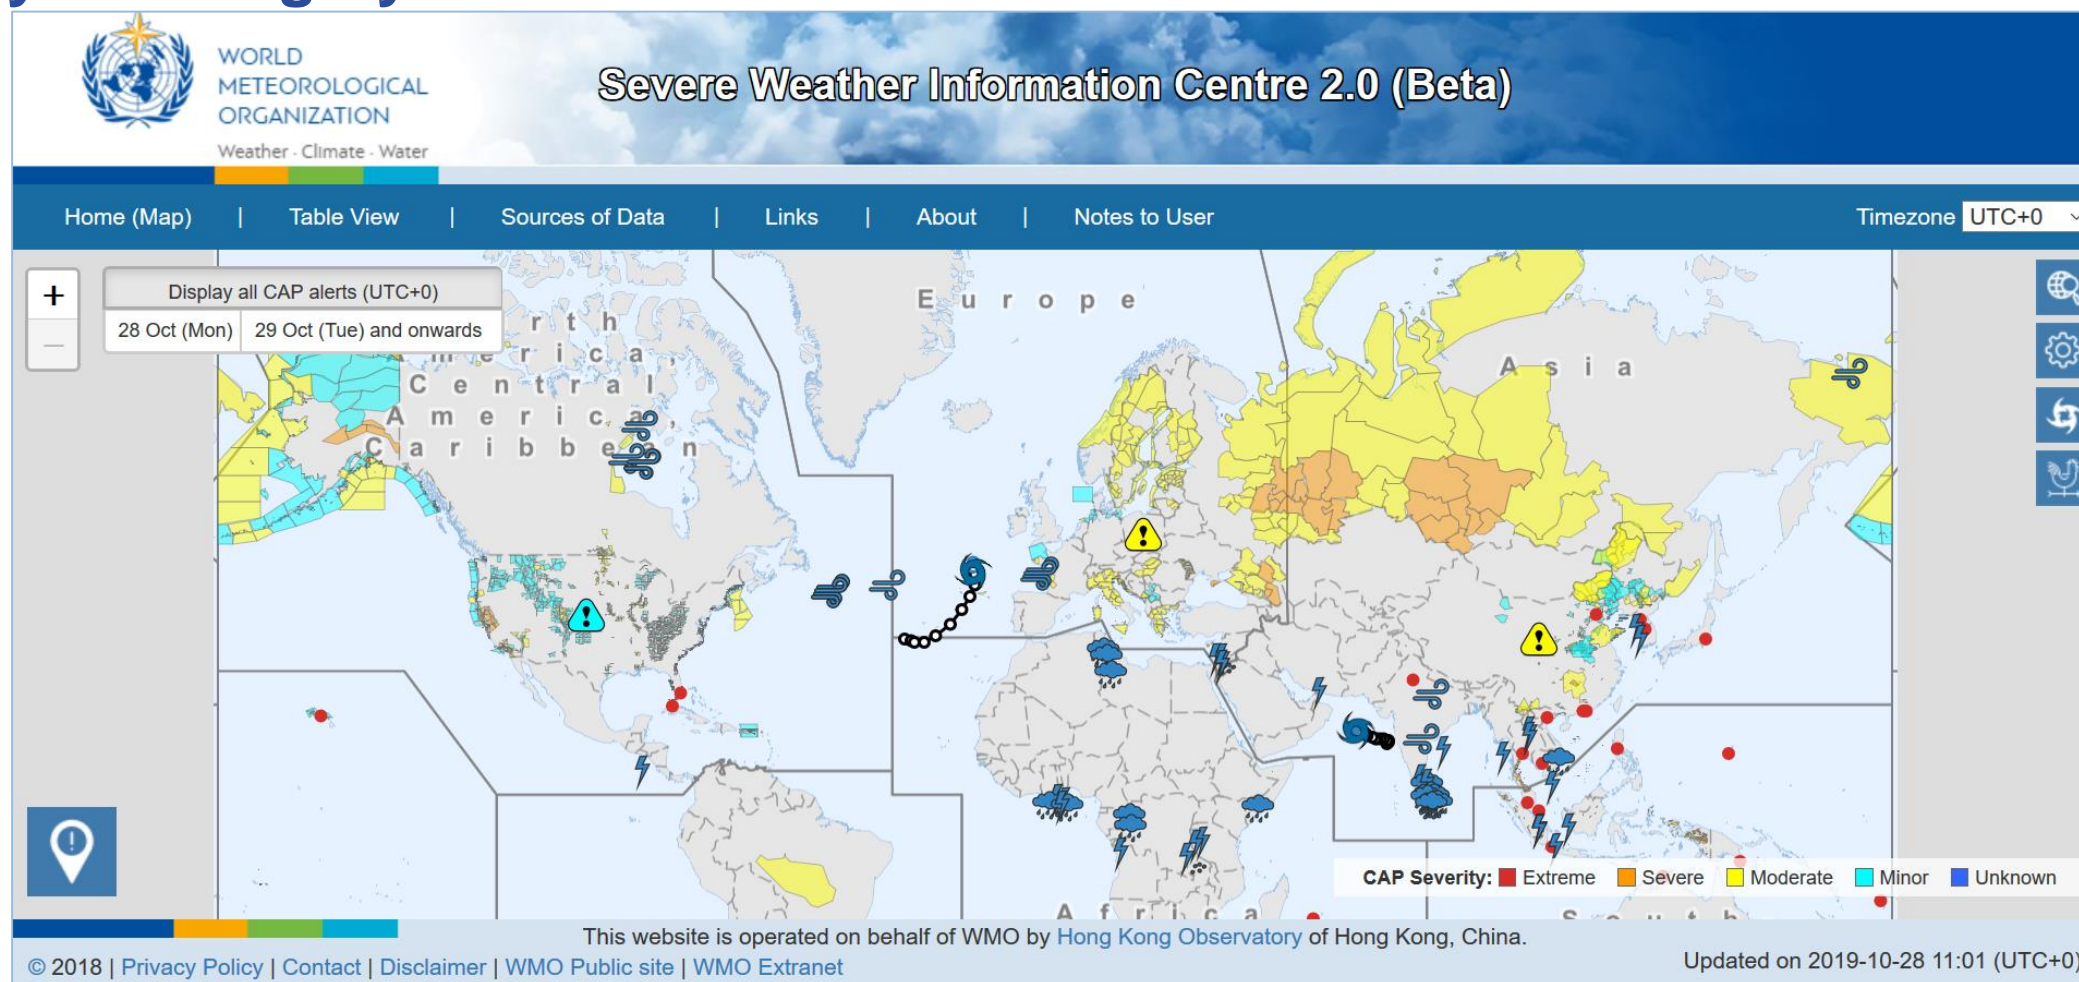 WORLD
METEOROLOGICAL
ORGANIZATION
Weather · Climate · Water
Severe Weather Information Centre 2.0 (Beta)
Home (Map) | Table View | Sources of Data | Links | About | Notes to User
Timezone UTC+0
+
−
Display all CAP alerts (UTC+0)
28 Oct (Mon) 29 Oct (Tue) and onwards
Central
America,
Caribbean
Europe
Asia
Africa
South
CAP Severity: Extreme Severe Moderate Minor Unknown
This website is operated on behalf of WMO by Hong Kong Observatory of Hong Kong, China.
© 2018 | Privacy Policy | Contact | Disclaimer | WMO Public site | WMO Extranet
Updated on 2019-10-28 11:01 (UTC+0)